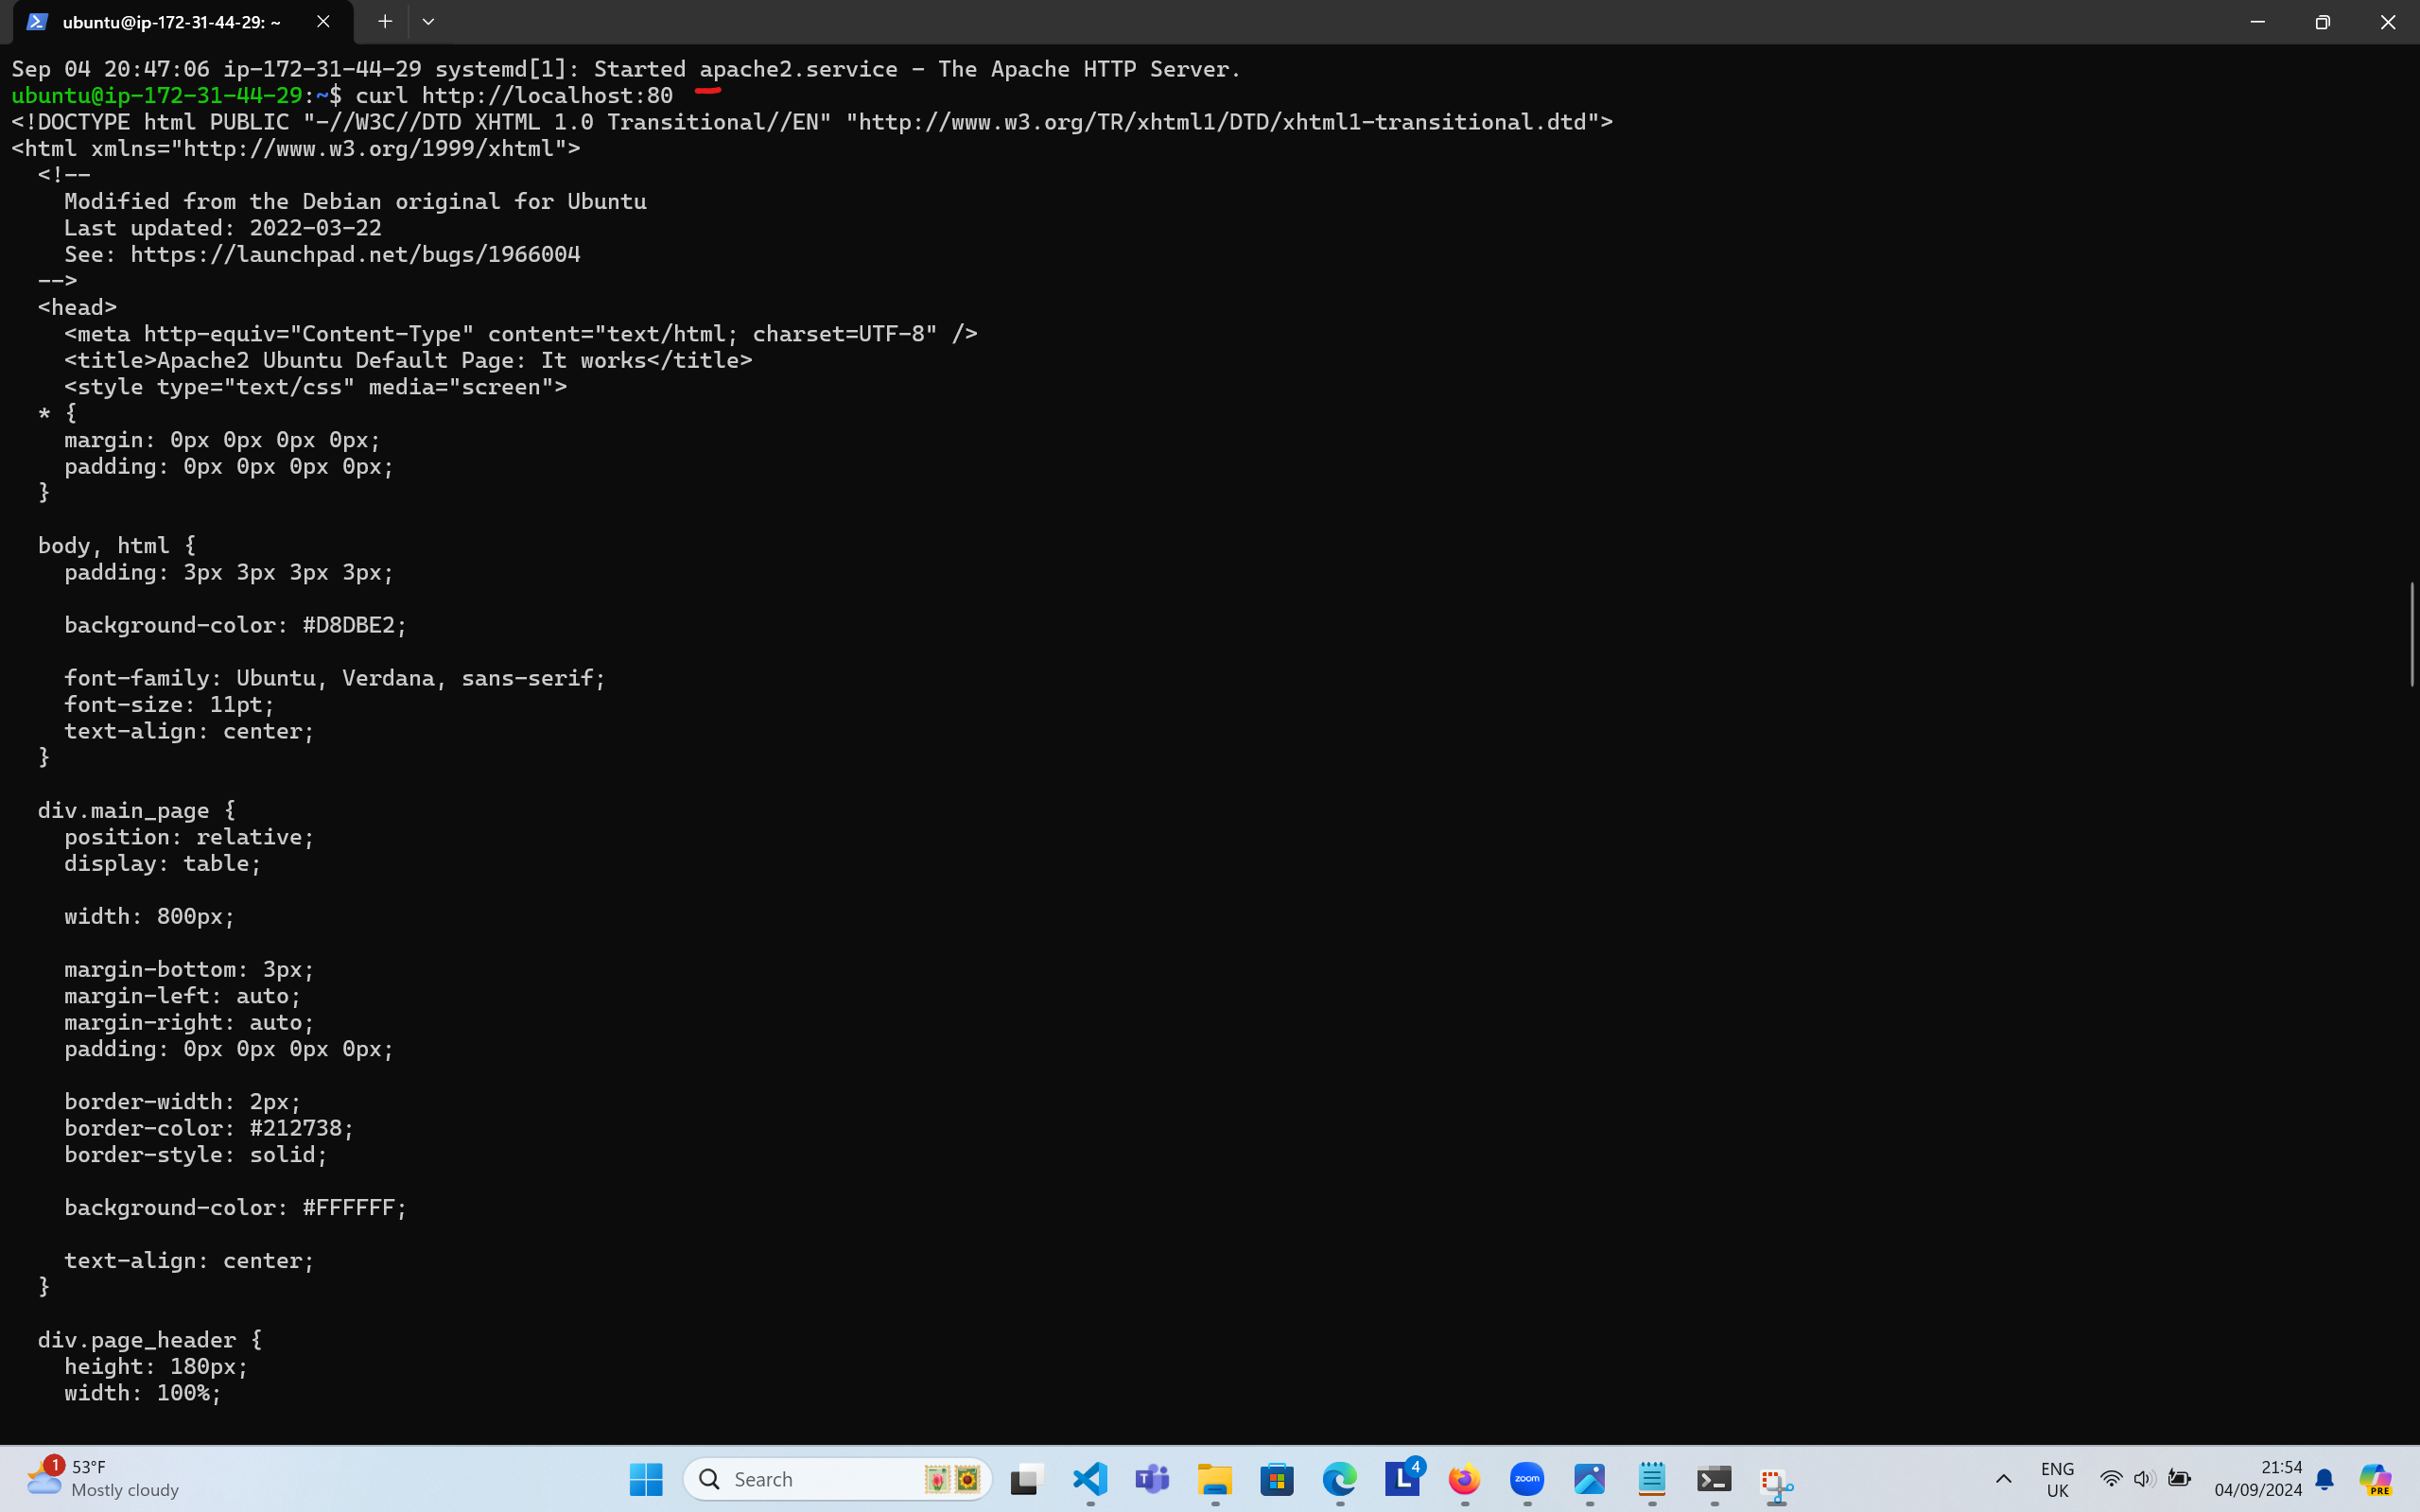 ubuntu@ip-172-31-44-29: ~
Sep 04 20:47:06 ip-172-31-44-29 systemd[1]: Started apache2.service - The Apache HTTP Server.
ubuntu@ip-172-31-44-29:~$ curl http://localhost:80
<!DOCTYPE html PUBLIC "-//W3C//DTD XHTML 1.0 Transitional//EN" "http://www.w3.org/TR/xhtml1/DTD/xhtml1-transitional.dtd">
<html xmlns="http://www.w3.org/1999/xhtml">
  <!--
    Modified from the Debian original for Ubuntu
    Last updated: 2022-03-22
    See: https://launchpad.net/bugs/1966004
  -->
  <head>
    <meta http-equiv="Content-Type" content="text/html; charset=UTF-8" />
    <title>Apache2 Ubuntu Default Page: It works</title>
    <style type="text/css" media="screen">
  * {
    margin: 0px 0px 0px 0px;
    padding: 0px 0px 0px 0px;
  }
  body, html {
    padding: 3px 3px 3px 3px;
    background-color: #D8DBE2;
    font-family: Ubuntu, Verdana, sans-serif;
    font-size: 11pt;
    text-align: center;
  }
  div.main_page {
    position: relative;
    display: table;
    width: 800px;
    margin-bottom: 3px;
    margin-left: auto;
    margin-right: auto;
    padding: 0px 0px 0px 0px;
    border-width: 2px;
    border-color: #212738;
    border-style: solid;
    background-color: #FFFFFF;
    text-align: center;
  }
  div.page_header {
    height: 180px;
    width: 100%;
1
53°F
Mostly cloudy
Search
T
L
4
zoom
ENG
UK
21:54
04/09/2024
PRE